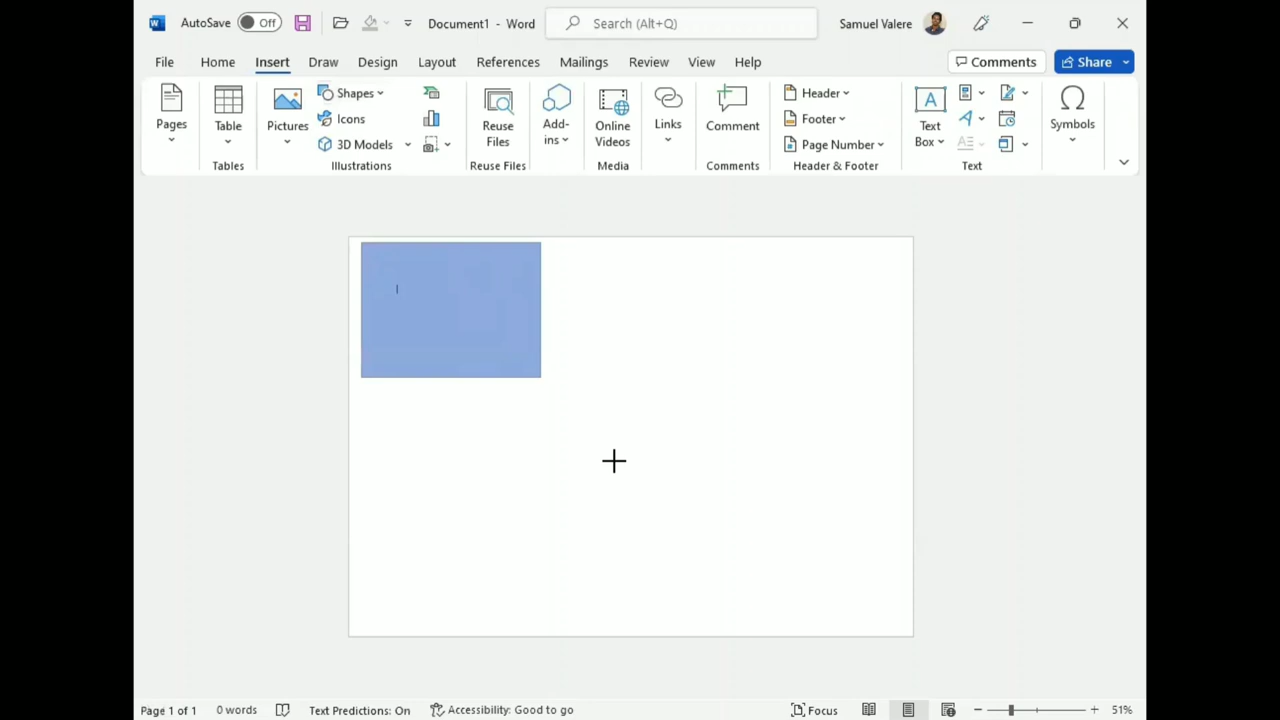 AutoSave Off Document1 - Word Search (Alt+Q) Samuel Valere
File Home Insert Draw Design Layout References Mailings Review View Help Comments Share
Pages
Table
Tables
Pictures
Shapes
Icons
3D Models
Illustrations
Reuse
Files
Reuse Files
Add-
ins
Online
Videos
Media
Links
Comment
Comments
Header
Footer
Page Number
Header & Footer
Text
Box
Text
Symbols
Page 1 of 1 0 words Text Predictions: On Accessibility: Good to go Focus 51%